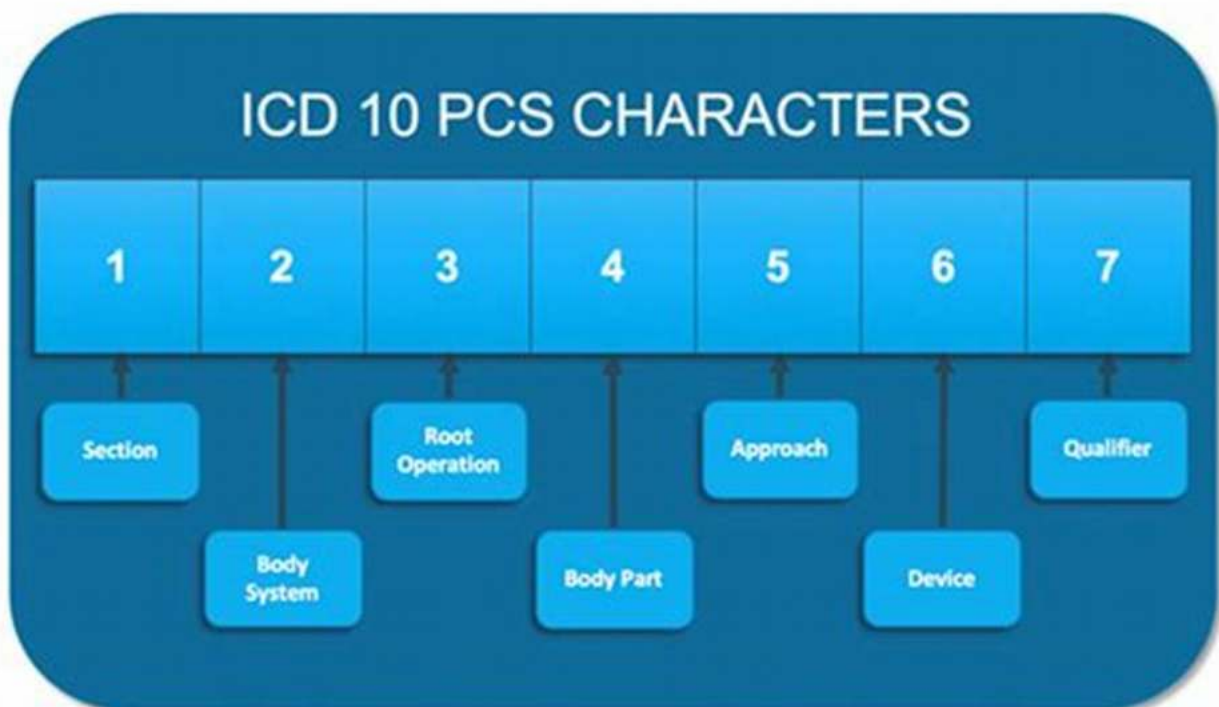 ICD 10 PCS CHARACTERS
1 2 3 4 5 6 7
Section
Body
System
Root
Operation
Body Part
Approach
Device
Qualifier